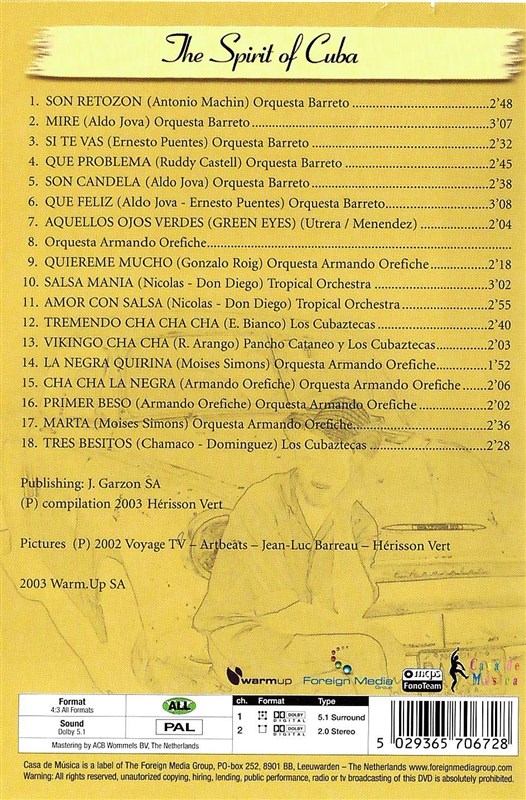 The Spirit of Cuba
1. SON RETOZON (Antonio Machin) Orquesta Barreto ........ 2'48
2. MIRE (Aldo Jova) Orquesta Barreto ........ 3'07
3. SI TE VAS (Ernesto Puentes) Orquesta Barreto ........ 2'32
4. QUE PROBLEMA (Ruddy Castell) Orquesta Barreto ........ 2'45
5. SON CANDELA (Aldo Jova) Orquesta Barreto ........ 2'38
6. QUE FELIZ (Aldo Jova - Ernesto Puentes) Orquesta Barreto ........ 3'08
7. AQUELLOS OJOS VERDES (GREEN EYES) (Utrera / Menendez) ........ 2'04
8. Orquesta Armando Orefiche ........
9. QUIEREME MUCHO (Gonzalo Roig) Orquesta Armando Orefiche ........ 2'18
10. SALSA MANIA (Nicolas - Don Diego) Tropical Orchestra ........ 3'02
11. AMOR CON SALSA (Nicolas - Don Diego) Tropical Orchestra ........ 2'55
12. TREMENDO CHA CHA CHA (E. Bianco) Los Cubaztecas ........ 2'40
13. VIKINGO CHA CHA (R. Arango) Pancho Cataneo y Los Cubaztecas ........ 2'03
14. LA NEGRA QUIRINA (Moises Simons) Orquesta Armando Orefiche ........ 1'52
15. CHA CHA LA NEGRA (Armando Orefiche) Orquesta Armando Orefiche ........ 2'06
16. PRIMER BESO (Armando Orefiche) Orquesta Armando Orefiche ........ 2'02
17. MARTA (Moises Simons) Orquesta Armando Orefiche ........ 2'36
18. TRES BESITOS (Chamaco - Dominguez) Los Cubaztecas ........ 2'28
Publishing: J. Garzon SA
(P) compilation 2003 Hérisson Vert
Pictures (P) 2002 Voyage TV – Artbeats – Jean-Luc Barreau – Hérisson Vert
2003 Warm.Up SA
warmup Foreign Media Group mcps FonoTeam Casa de Música
Format
4:3 All Formats
ALL
Sound
Dolby 5.1
PAL
Mastering by ACB Wommels BV, The Netherlands
ch. Format Type
1 DOLBY DIGITAL 5.1 Surround
2 DOLBY DIGITAL 2.0 Stereo
5 029365 706728
Casa de Música is a label of The Foreign Media Group, PO-box 252, 8901 BB, Leeuwarden – The Netherlands www.foreignmediagroup.com
Warning: All rights reserved, unauthorized copying, hiring, lending, public performance, radio or tv broadcasting of this DVD is absolutely prohibited.